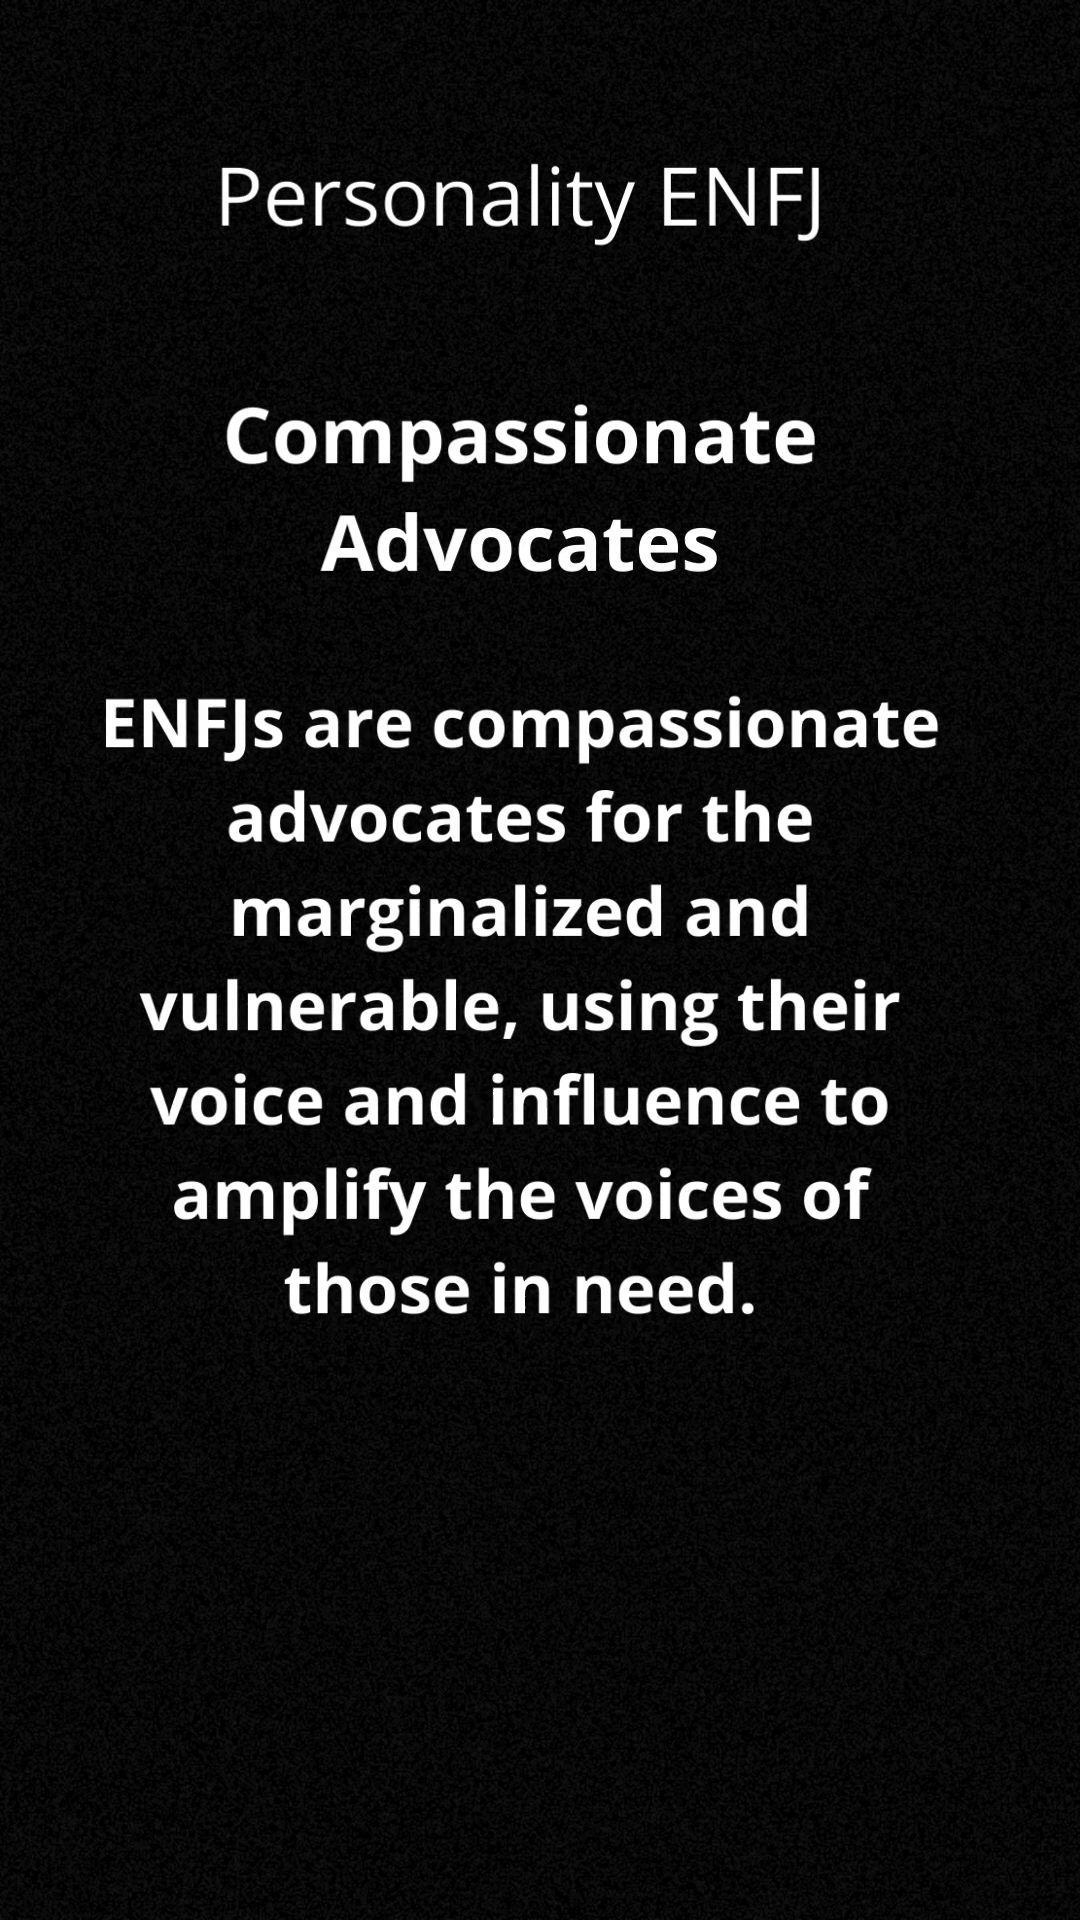 Personality ENFJ
Compassionate
Advocates
ENFJs are compassionate
advocates for the
marginalized and
vulnerable, using their
voice and influence to
amplify the voices of
those in need.